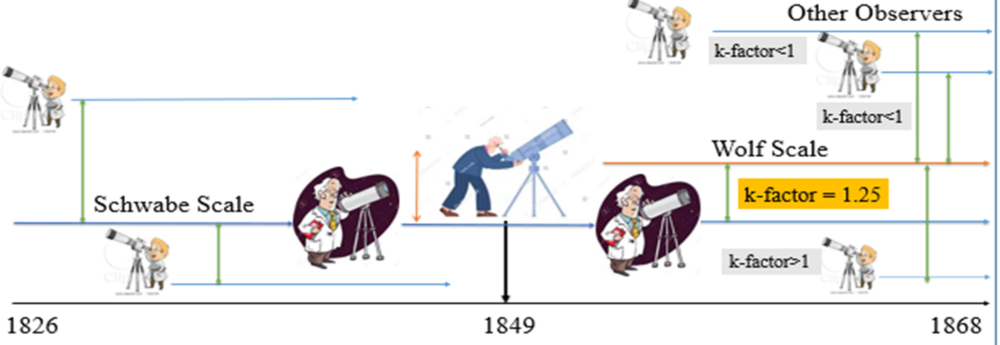 Other Observers
k-factor<1
k-factor<1
Wolf Scale
k-factor = 1.25
Schwabe Scale
k-factor>1
1826
1849
1868